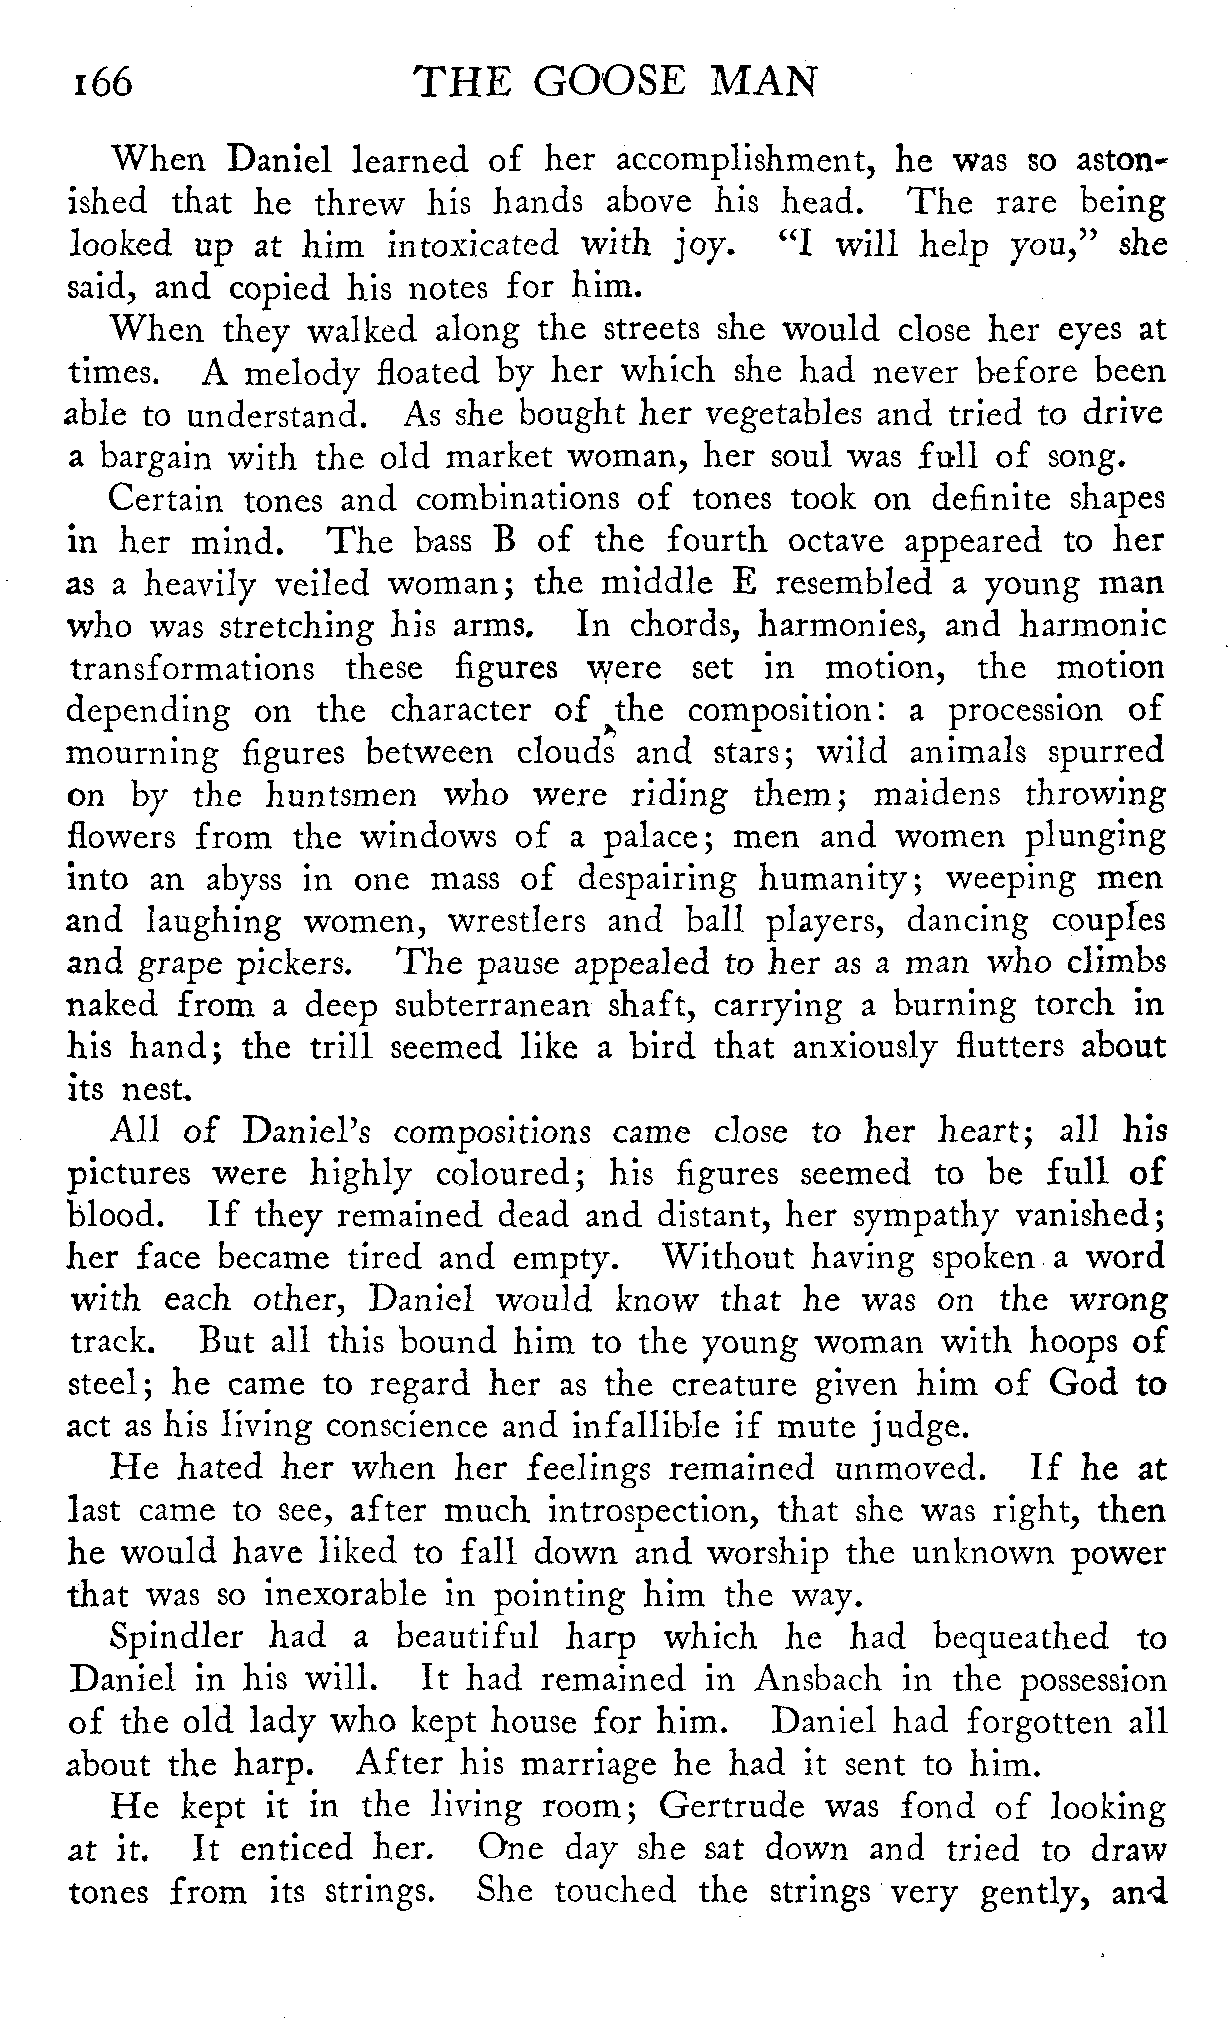 166 THE GOOSE MAN
When Daniel learned of her accomplishment, he was so aston-
ished that he threw his hands above his head. The rare being
looked up at him intoxicated with joy. “I will help you,” she
said, and copied his notes for him.
When they walked along the streets she would close her eyes at
times. A melody floated by her which she had never before been
able to understand. As she bought her vegetables and tried to drive
a bargain with the old market woman, her soul was full of song.
Certain tones and combinations of tones took on definite shapes
in her mind. The bass B of the fourth octave appeared to her
as a heavily veiled woman; the middle E resembled a young man
who was stretching his arms. In chords, harmonies, and harmonic
transformations these figures were set in motion, the motion
depending on the character of the composition: a procession of
mourning figures between clouds and stars; wild animals spurred
on by the huntsmen who were riding them; maidens throwing
flowers from the windows of a palace; men and women plunging
into an abyss in one mass of despairing humanity; weeping men
and laughing women, wrestlers and ball players, dancing couples
and grape pickers. The pause appealed to her as a man who climbs
naked from a deep subterranean shaft, carrying a burning torch in
his hand; the trill seemed like a bird that anxiously flutters about
its nest.
All of Daniel’s compositions came close to her heart; all his
pictures were highly coloured; his figures seemed to be full of
blood. If they remained dead and distant, her sympathy vanished;
her face became tired and empty. Without having spoken a word
with each other, Daniel would know that he was on the wrong
track. But all this bound him to the young woman with hoops of
steel; he came to regard her as the creature given him of God to
act as his living conscience and infallible if mute judge.
He hated her when her feelings remained unmoved. If he at
last came to see, after much introspection, that she was right, then
he would have liked to fall down and worship the unknown power
that was so inexorable in pointing him the way.
Spindler had a beautiful harp which he had bequeathed to
Daniel in his will. It had remained in Ansbach in the possession
of the old lady who kept house for him. Daniel had forgotten all
about the harp. After his marriage he had it sent to him.
He kept it in the living room; Gertrude was fond of looking
at it. It enticed her. One day she sat down and tried to draw
tones from its strings. She touched the strings very gently, and